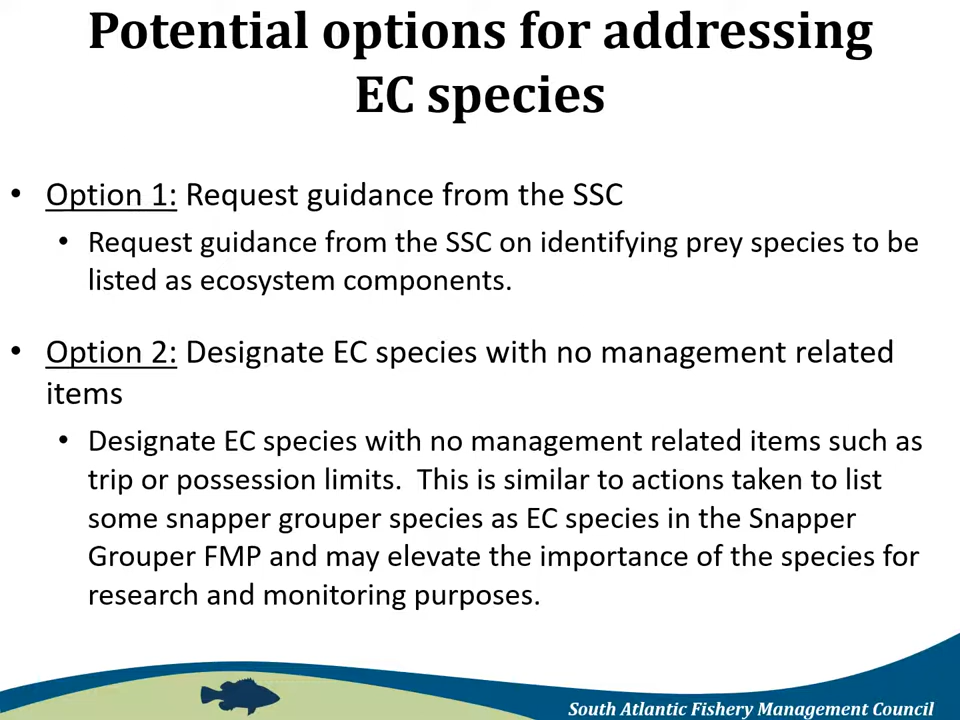 Potential options for addressing
EC species
• Option 1: Request guidance from the SSC
• Request guidance from the SSC on identifying prey species to be
listed as ecosystem components.
• Option 2: Designate EC species with no management related
items
• Designate EC species with no management related items such as
trip or possession limits.  This is similar to actions taken to list
some snapper grouper species as EC species in the Snapper
Grouper FMP and may elevate the importance of the species for
research and monitoring purposes.
South Atlantic Fishery Management Council